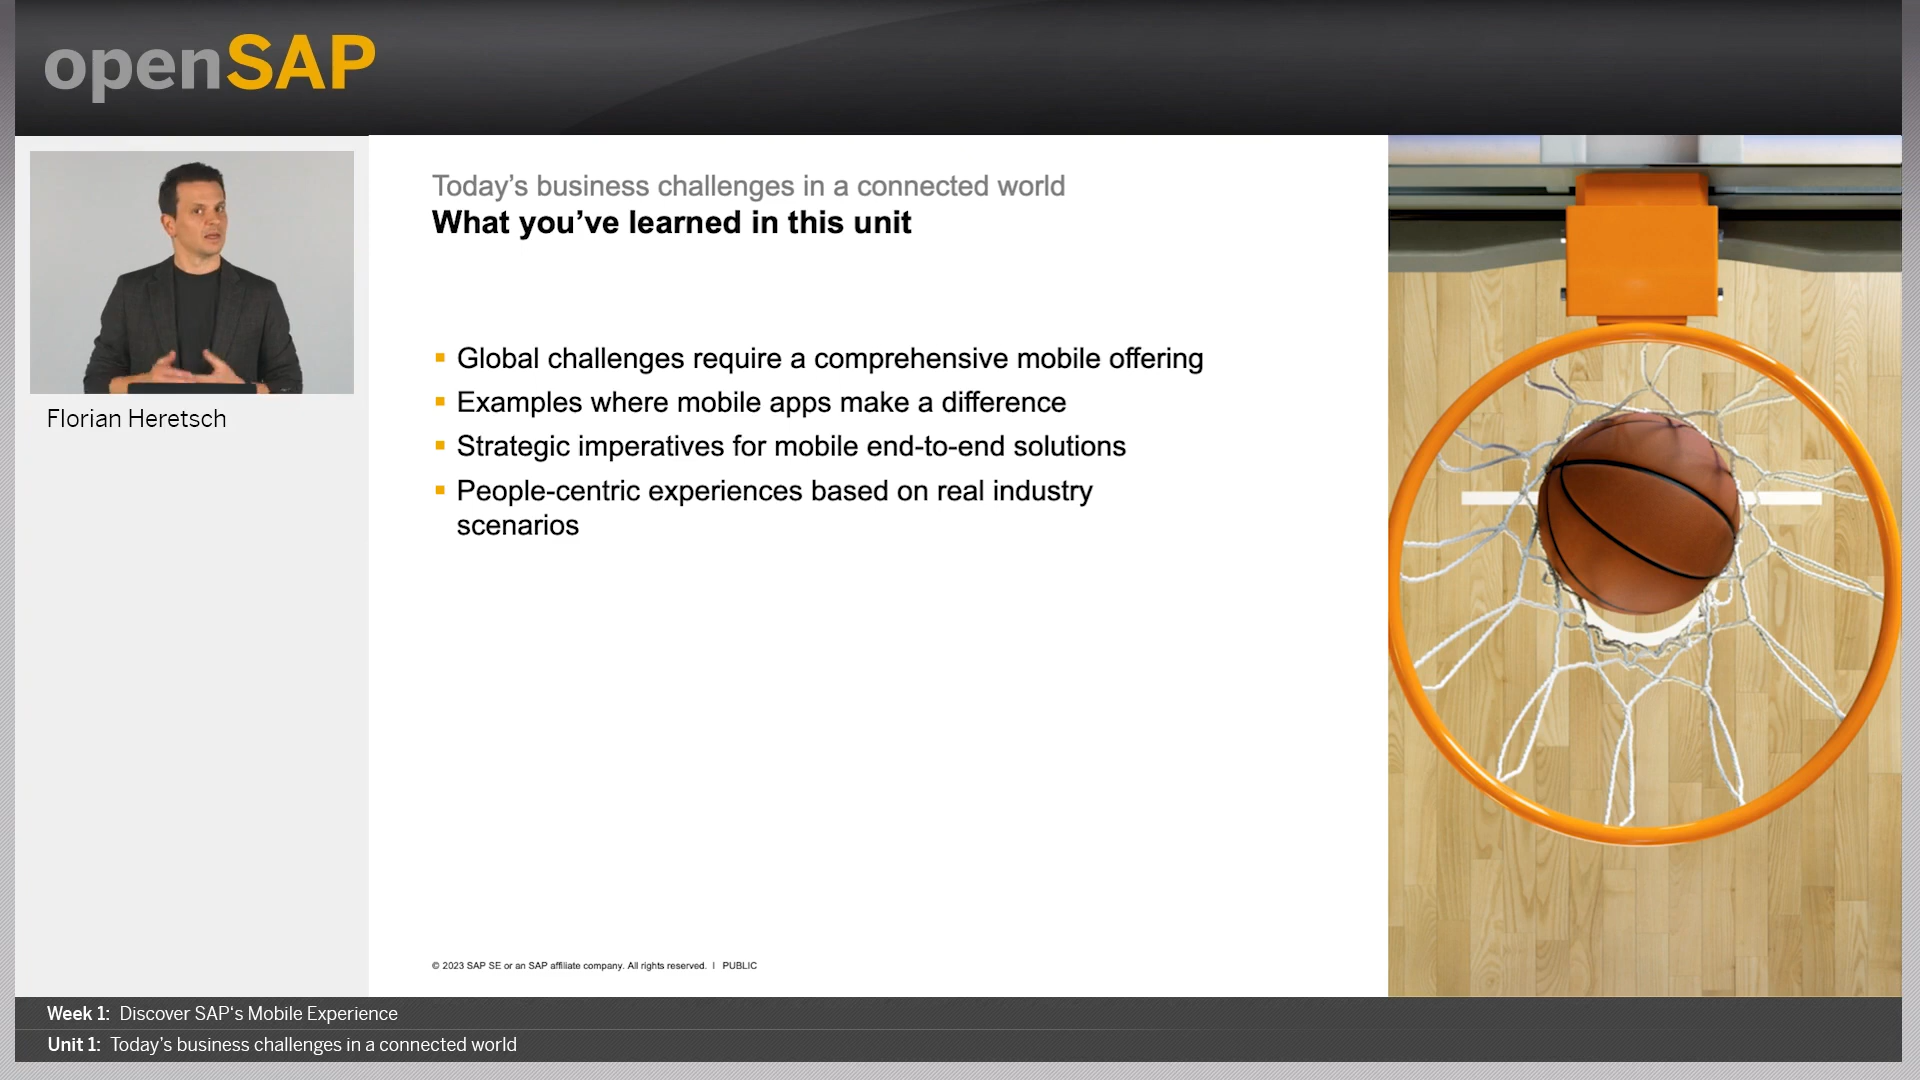 openSAP
Florian Heretsch
Today’s business challenges in a connected world
What you’ve learned in this unit
▪ Global challenges require a comprehensive mobile offering
▪ Examples where mobile apps make a difference
▪ Strategic imperatives for mobile end-to-end solutions
▪ People-centric experiences based on real industry
scenarios
© 2023 SAP SE or an SAP affiliate company. All rights reserved. | PUBLIC
Week 1: Discover SAP‘s Mobile Experience
Unit 1: Today’s business challenges in a connected world